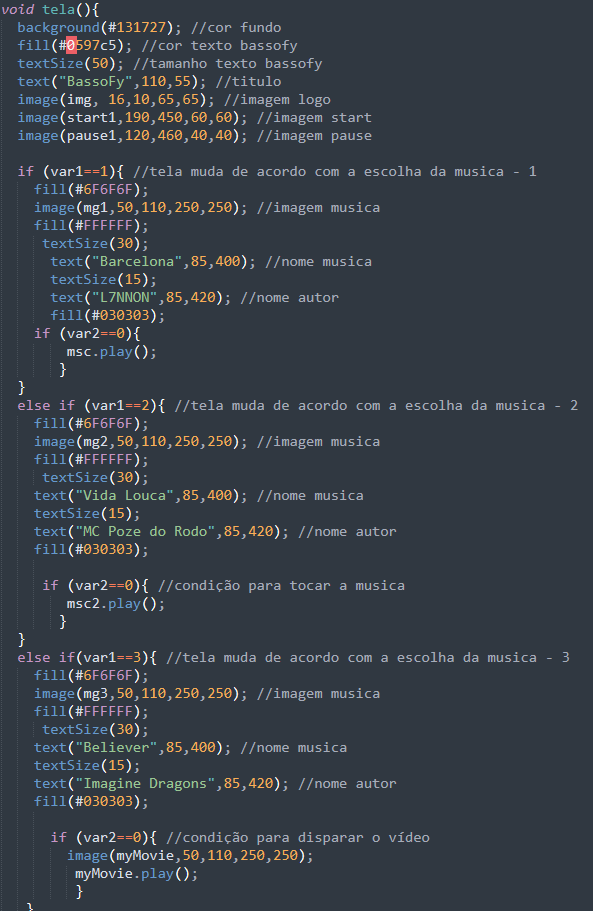 void tela(){
background(#131727); //cor fundo
fill(#0597c5); //cor texto bassofy
textSize(50); //tamanho texto bassofy
text("BassoFy",110,55); //titulo
image(img, 16,10,65,65); //imagem logo
image(start1,190,450,60,60); //imagem start
image(pause1,120,460,40,40); //imagem pause
if (var1==1){ //tela muda de acordo com a escolha da musica - 1
fill(#6F6F6F);
image(mg1,50,110,250,250); //imagem musica
fill(#FFFFFF);
textSize(30);
text("Barcelona",85,400); //nome musica
textSize(15);
text("L7NNON",85,420); //nome autor
fill(#030303);
if (var2==0){
msc.play();
}
}
else if (var1==2){ //tela muda de acordo com a escolha da musica - 2
fill(#6F6F6F);
image(mg2,50,110,250,250); //imagem musica
fill(#FFFFFF);
textSize(30);
text("Vida Louca",85,400); //nome musica
textSize(15);
text("MC Poze do Rodo",85,420); //nome autor
fill(#030303);
if (var2==0){ //condição para tocar a musica
msc2.play();
}
}
else if(var1==3){ //tela muda de acordo com a escolha da musica - 3
fill(#6F6F6F);
image(mg3,50,110,250,250); //imagem musica
fill(#FFFFFF);
textSize(30);
text("Believer",85,400); //nome musica
textSize(15);
text("Imagine Dragons",85,420); //nome autor
fill(#030303);
if (var2==0){ //condição para disparar o vídeo
image(myMovie,50,110,250,250);
myMovie.play();
}
}